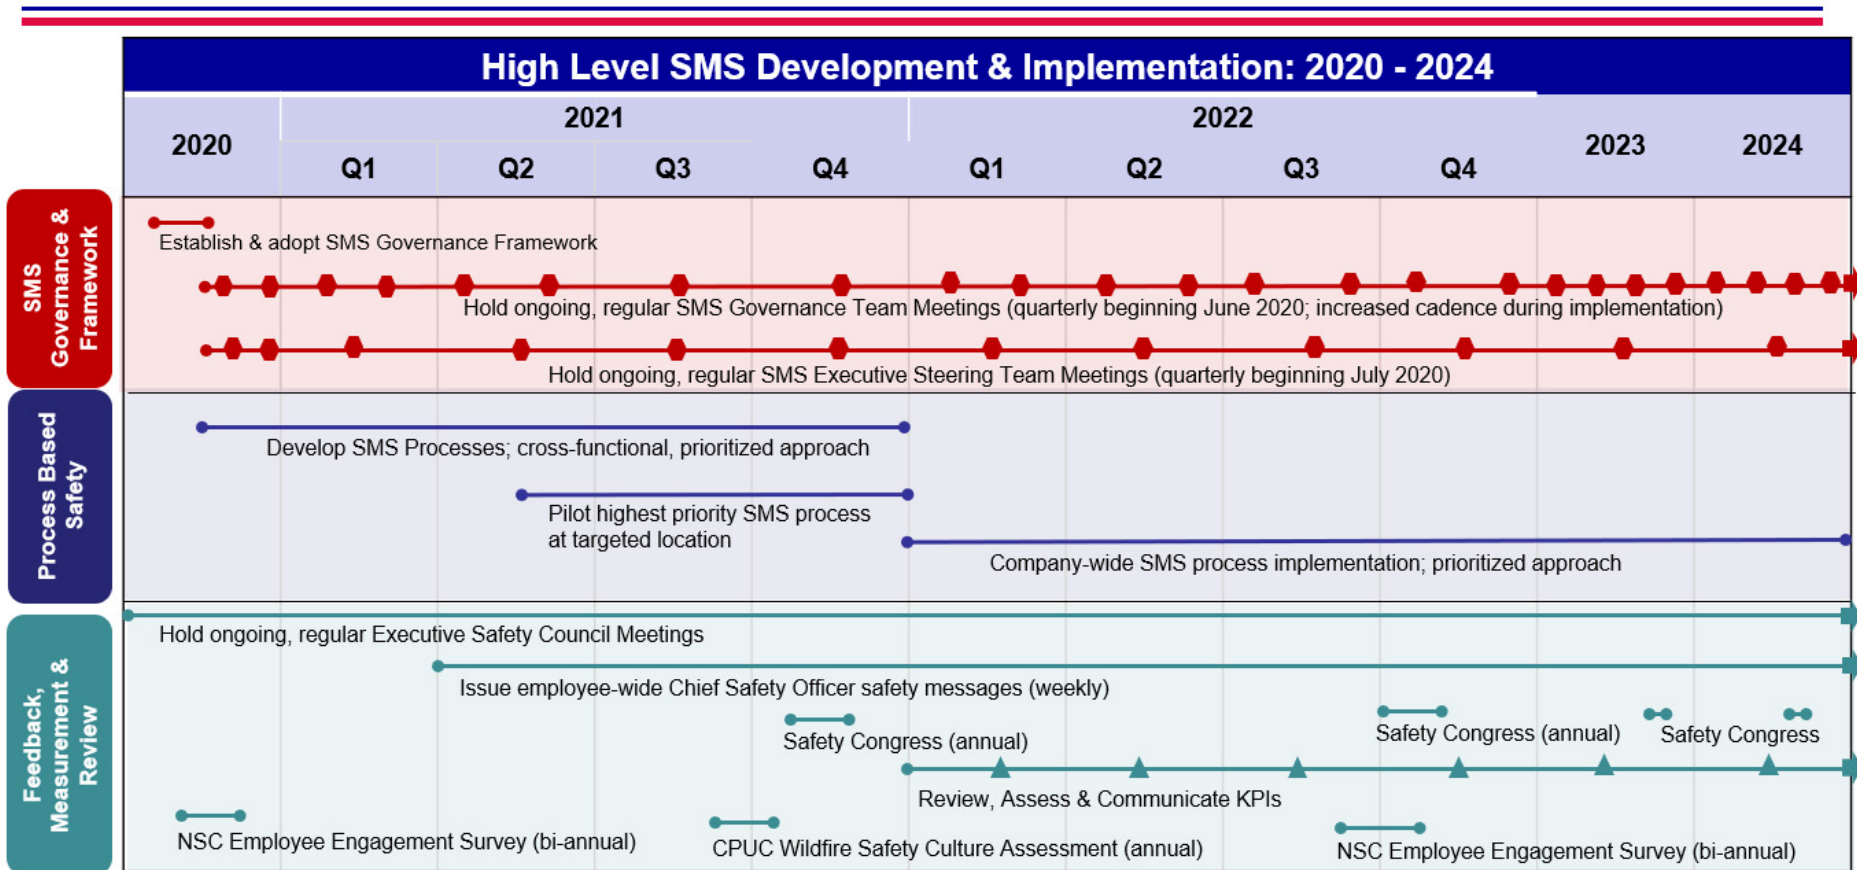 High Level SMS Development & Implementation: 2020 - 2024
2020
2021
2022
2023
2024
Q1
Q2
Q3
Q4
Q1
Q2
Q3
Q4
SMS
Governance &
Framework
Establish & adopt SMS Governance Framework
Hold ongoing, regular SMS Governance Team Meetings (quarterly beginning June 2020; increased cadence during implementation)
Hold ongoing, regular SMS Executive Steering Team Meetings (quarterly beginning July 2020)
Process Based
Safety
Develop SMS Processes; cross-functional, prioritized approach
Pilot highest priority SMS process
at targeted location
Company-wide SMS process implementation; prioritized approach
Feedback,
Measurement &
Review
Hold ongoing, regular Executive Safety Council Meetings
Issue employee-wide Chief Safety Officer safety messages (weekly)
Safety Congress (annual)
Safety Congress (annual)
Safety Congress
Review, Assess & Communicate KPIs
NSC Employee Engagement Survey (bi-annual)
CPUC Wildfire Safety Culture Assessment (annual)
NSC Employee Engagement Survey (bi-annual)